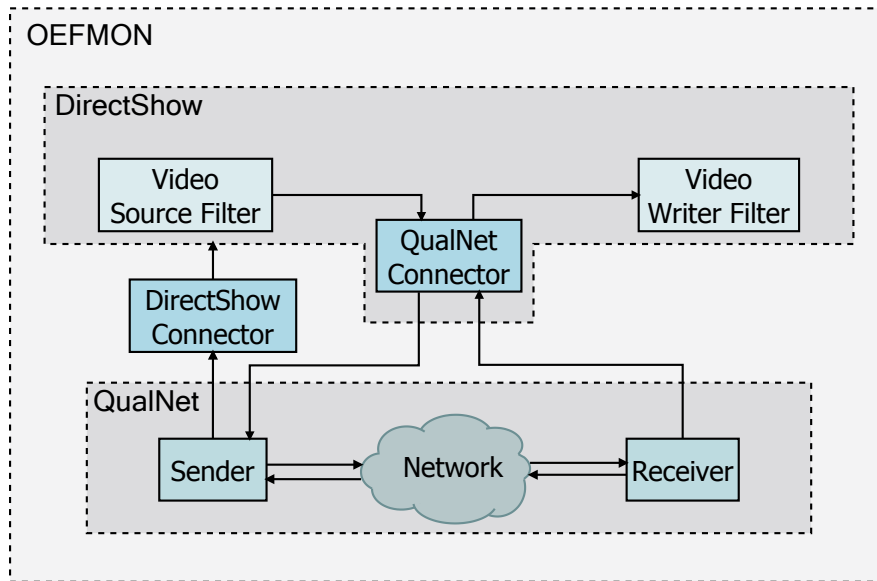 OEFMON
DirectShow
Video
Source Filter
Video
Writer Filter
QualNet
Connector
DirectShow
Connector
QualNet
Sender
Network
Receiver